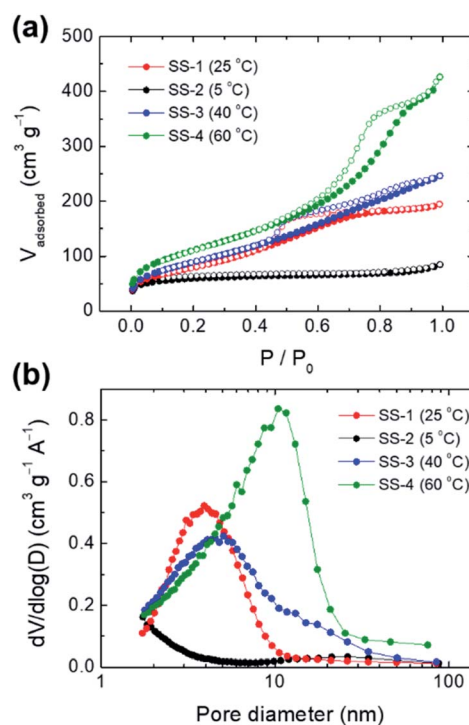 (a)
500
400
300
200
100
0
V adsorbed (cm³ g⁻¹)
SS-1 (25 °C)
SS-2 (5 °C)
SS-3 (40 °C)
SS-4 (60 °C)
0.0 0.2 0.4 0.6 0.8 1.0
P / P₀
(b)
0.8
0.6
0.4
0.2
0.0
dV/dlog(D) (cm³ g⁻¹ A⁻¹)
SS-1 (25 °C)
SS-2 (5 °C)
SS-3 (40 °C)
SS-4 (60 °C)
1 10 100
Pore diameter (nm)